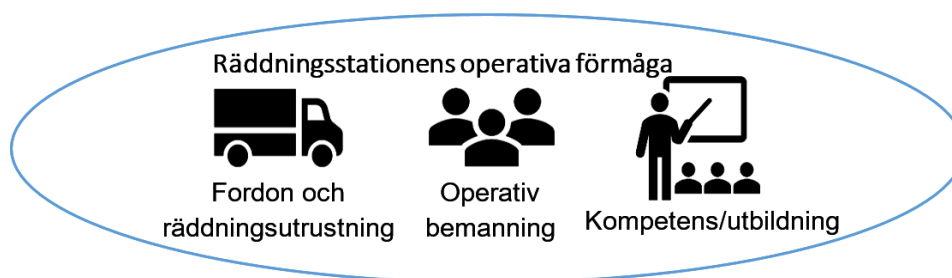 Räddningsstationens operativa förmåga
Fordon och
räddningsutrustning
Operativ
bemanning
Kompetens/utbildning